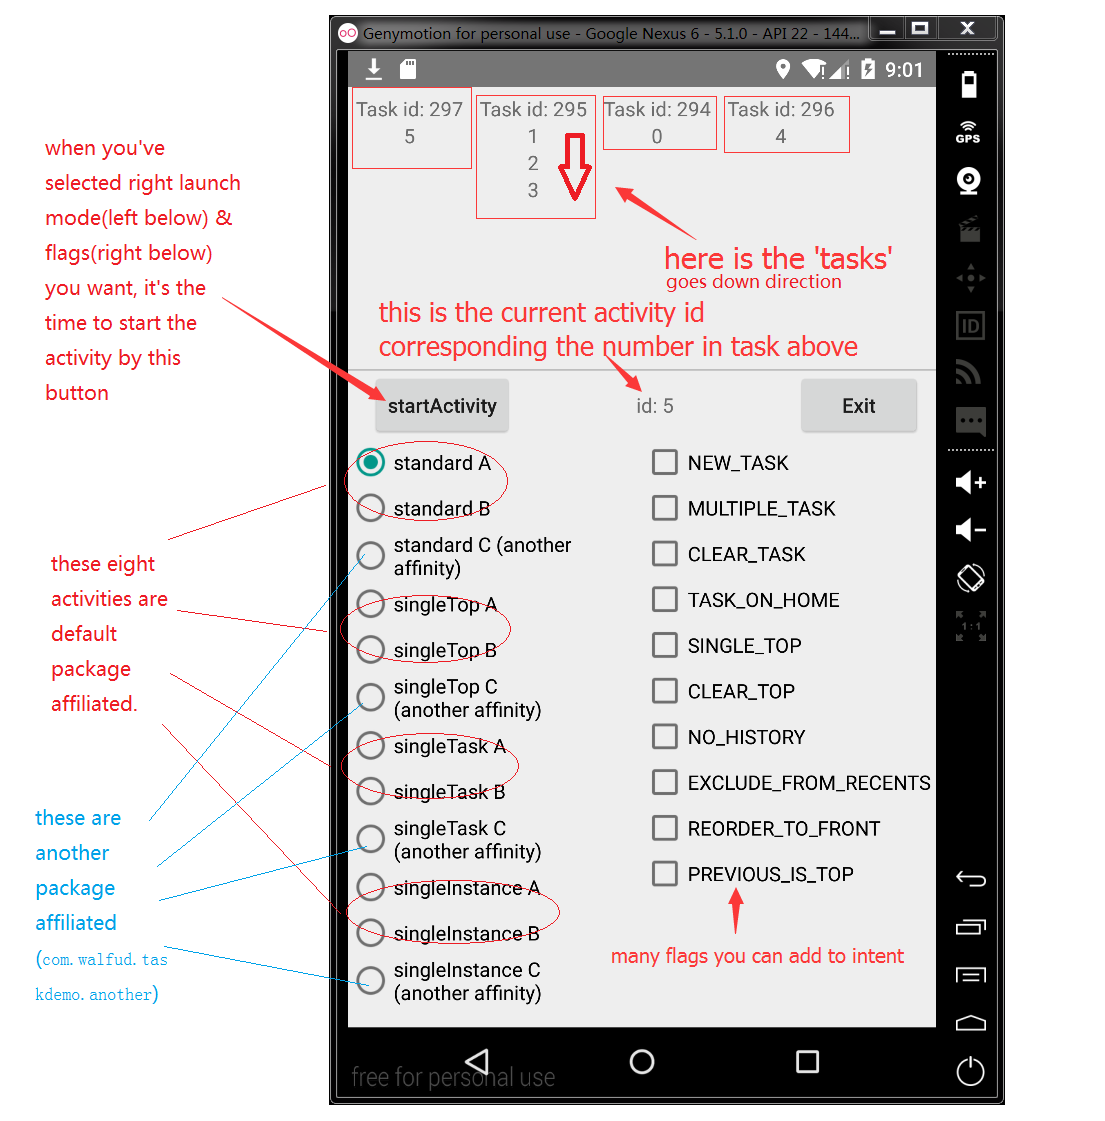 Genymotion for personal use - Google Nexus 6 - 5.1.0 - API 22 - 144...
9:01
Task id: 297
5
Task id: 295
1
2
3
Task id: 294
0
Task id: 296
4
GPS
when you've
selected right launch
mode(left below) &
flags(right below)
you want, it's the
time to start the
activity by this
button
here is the 'tasks'
goes down direction
this is the current activity id
corresponding the number in task above
ID
startActivity
id: 5
Exit
standard A
standard B
standard C (another
affinity)
singleTop A
singleTop B
singleTop C
(another affinity)
singleTask A
singleTask B
singleTask C
(another affinity)
singleInstance A
singleInstance B
singleInstance C
(another affinity)
NEW_TASK
MULTIPLE_TASK
CLEAR_TASK
TASK_ON_HOME
SINGLE_TOP
CLEAR_TOP
NO_HISTORY
EXCLUDE_FROM_RECENTS
REORDER_TO_FRONT
PREVIOUS_IS_TOP
1:1
these eight
activities are
default
package
affiliated.
these are
another
package
affiliated
(com.walfud.tas
kdemo.another)
many flags you can add to intent
free for personal use